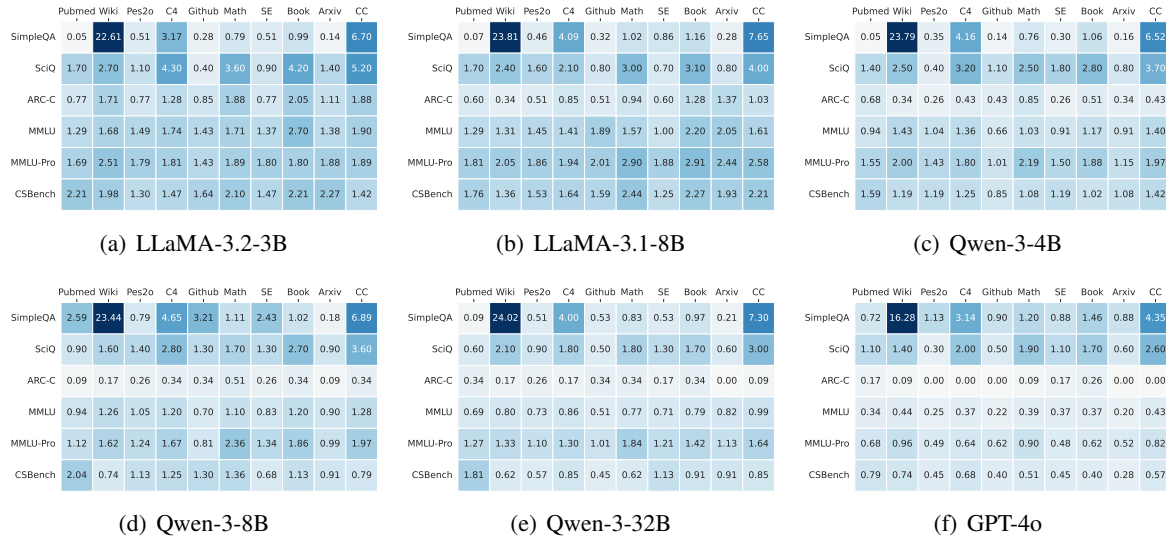 Pubmed Wiki Pes2o C4 Github Math SE Book Arxiv CC
SimpleQA 0.05 22.61 0.51 3.17 0.28 0.79 0.51 0.99 0.14 6.70
SciQ 1.70 2.70 1.10 4.30 0.40 3.60 0.90 4.20 1.40 5.20
ARC-C 0.77 1.71 0.77 1.28 0.85 1.88 0.77 2.05 1.11 1.88
MMLU 1.29 1.68 1.49 1.74 1.43 1.71 1.37 2.70 1.38 1.90
MMLU-Pro 1.69 2.51 1.79 1.81 1.43 1.89 1.80 1.80 1.88 1.89
CSBench 2.21 1.98 1.30 1.47 1.64 2.10 1.47 2.21 2.27 1.42
(a) LLaMA-3.2-3B
Pubmed Wiki Pes2o C4 Github Math SE Book Arxiv CC
SimpleQA 0.07 23.81 0.46 4.09 0.32 1.02 0.86 1.16 0.28 7.65
SciQ 1.70 2.40 1.60 2.10 0.80 3.00 0.70 3.10 0.80 4.00
ARC-C 0.60 0.34 0.51 0.85 0.51 0.94 0.60 1.28 1.37 1.03
MMLU 1.29 1.31 1.45 1.41 1.89 1.57 1.00 2.20 2.05 1.61
MMLU-Pro 1.81 2.05 1.86 1.94 2.01 2.90 1.88 2.91 2.44 2.58
CSBench 1.76 1.36 1.53 1.64 1.59 2.44 1.25 2.27 1.93 2.21
(b) LLaMA-3.1-8B
Pubmed Wiki Pes2o C4 Github Math SE Book Arxiv CC
SimpleQA 0.05 23.79 0.35 4.16 0.14 0.76 0.30 1.06 0.16 6.52
SciQ 1.40 2.50 0.40 3.20 1.10 2.50 1.80 2.80 0.80 3.70
ARC-C 0.68 0.34 0.26 0.43 0.43 0.85 0.26 0.51 0.34 0.43
MMLU 0.94 1.43 1.04 1.36 0.66 1.03 0.91 1.17 0.91 1.40
MMLU-Pro 1.55 2.00 1.43 1.80 1.01 2.19 1.50 1.88 1.15 1.97
CSBench 1.59 1.19 1.19 1.25 0.85 1.08 1.19 1.02 1.08 1.42
(c) Qwen-3-4B
Pubmed Wiki Pes2o C4 Github Math SE Book Arxiv CC
SimpleQA 2.59 23.44 0.79 4.65 3.21 1.11 2.43 1.02 0.18 6.89
SciQ 0.90 1.60 1.40 2.80 1.30 1.70 1.30 2.70 0.90 3.60
ARC-C 0.09 0.17 0.26 0.34 0.34 0.51 0.26 0.34 0.09 0.34
MMLU 0.94 1.26 1.05 1.20 0.70 1.10 0.83 1.20 0.90 1.28
MMLU-Pro 1.12 1.62 1.24 1.67 0.81 2.36 1.34 1.86 0.99 1.97
CSBench 2.04 0.74 1.13 1.25 1.30 1.36 0.68 1.13 0.91 0.79
(d) Qwen-3-8B
Pubmed Wiki Pes2o C4 Github Math SE Book Arxiv CC
SimpleQA 0.09 24.02 0.51 4.00 0.53 0.83 0.53 0.97 0.21 7.30
SciQ 0.60 2.10 0.90 1.80 0.50 1.80 1.30 1.70 0.60 3.00
ARC-C 0.34 0.17 0.26 0.17 0.34 0.34 0.26 0.34 0.00 0.09
MMLU 0.69 0.80 0.73 0.86 0.51 0.77 0.71 0.79 0.82 0.99
MMLU-Pro 1.27 1.33 1.10 1.30 1.01 1.84 1.21 1.42 1.13 1.64
CSBench 1.81 0.62 0.57 0.85 0.45 0.62 1.13 0.91 0.91 0.85
(e) Qwen-3-32B
Pubmed Wiki Pes2o C4 Github Math SE Book Arxiv CC
SimpleQA 0.72 16.28 1.13 3.14 0.90 1.20 0.88 1.46 0.88 4.35
SciQ 1.10 1.40 0.30 2.00 0.50 1.90 1.10 1.70 0.60 2.60
ARC-C 0.17 0.09 0.00 0.00 0.00 0.09 0.17 0.26 0.00 0.00
MMLU 0.34 0.44 0.25 0.37 0.22 0.39 0.37 0.37 0.20 0.43
MMLU-Pro 0.68 0.96 0.49 0.64 0.62 0.90 0.48 0.62 0.52 0.82
CSBench 0.79 0.74 0.45 0.68 0.40 0.51 0.45 0.40 0.28 0.57
(f) GPT-4o